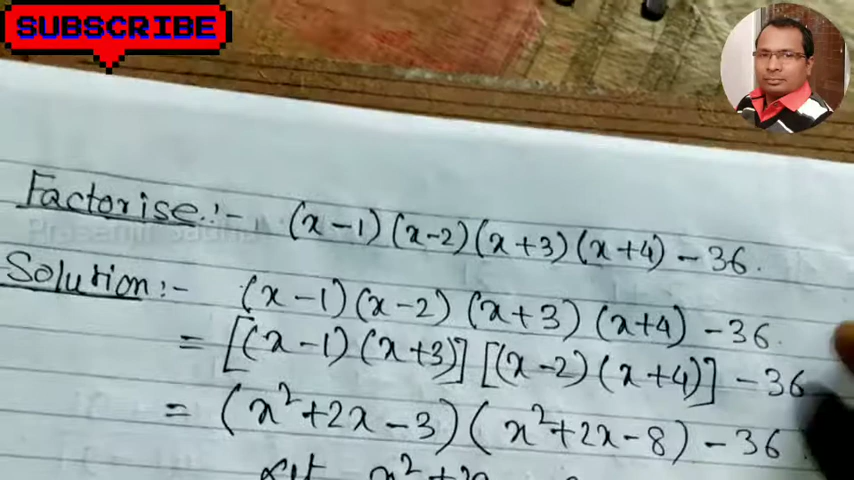 SUBSCRIBE
Factorise:- (x-1)(x-2)(x+3)(x+4) - 36.
Solution:- (x-1)(x-2)(x+3)(x+4) - 36.
= [(x-1)(x+3)][(x-2)(x+4)] - 36
= (x²+2x-3)(x²+2x-8) - 36